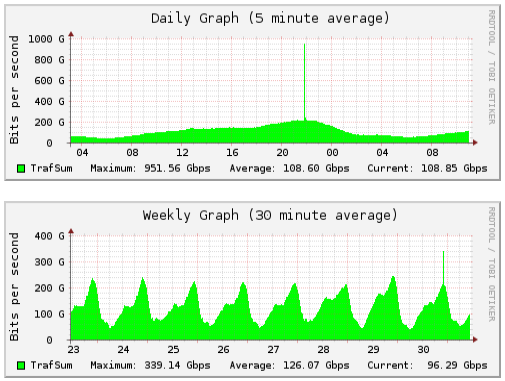 Daily Graph (5 minute average)
RRDTOOL / TOBI OETIKER
Bits per second
1000 G
800 G
600 G
400 G
200 G
0
04 08 12 16 20 00 04 08
TrafSum Maximum: 951.56 Gbps Average: 108.60 Gbps Current: 108.85 Gbps
Weekly Graph (30 minute average)
RRDTOOL / TOBI OETIKER
Bits per second
400 G
300 G
200 G
100 G
0
23 24 25 26 27 28 29 30
TrafSum Maximum: 339.14 Gbps Average: 126.07 Gbps Current: 96.29 Gbps